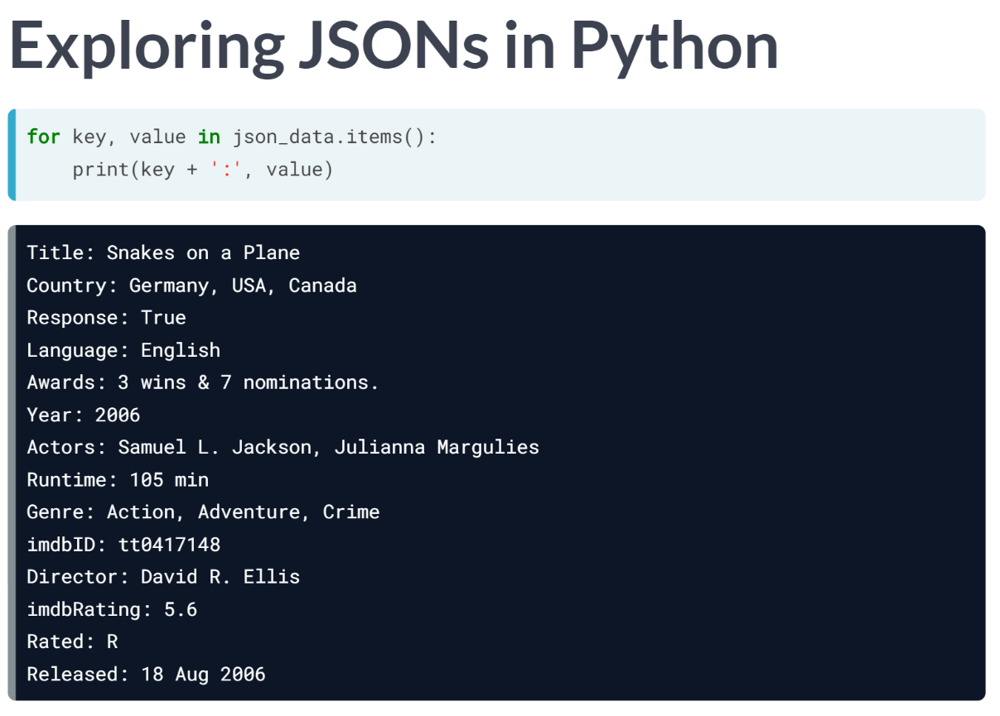 Exploring JSONs in Python
for key, value in json_data.items():
    print(key + ':', value)
Title: Snakes on a Plane
Country: Germany, USA, Canada
Response: True
Language: English
Awards: 3 wins & 7 nominations.
Year: 2006
Actors: Samuel L. Jackson, Julianna Margulies
Runtime: 105 min
Genre: Action, Adventure, Crime
imdbID: tt0417148
Director: David R. Ellis
imdbRating: 5.6
Rated: R
Released: 18 Aug 2006